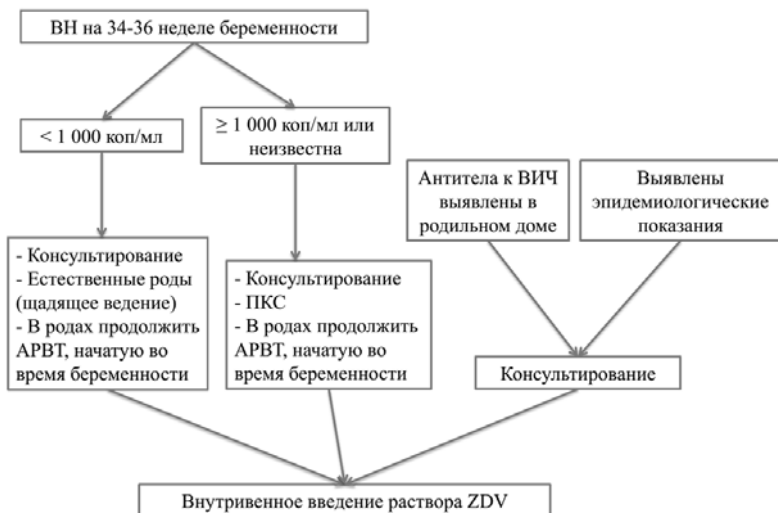 ВН на 34-36 неделе беременности
< 1 000 коп/мл
≥ 1 000 коп/мл или
неизвестна
Антитела к ВИЧ
выявлены в
родильном доме
Выявлены
эпидемиологические
показания
- Консультирование
- Естественные роды
(щадящее ведение)
- В родах продолжить
АРВТ, начатую во
время беременности
- Консультирование
- ПКС
- В родах продолжить
АРВТ, начатую во
время беременности
Консультирование
Внутривенное введение раствора ZDV